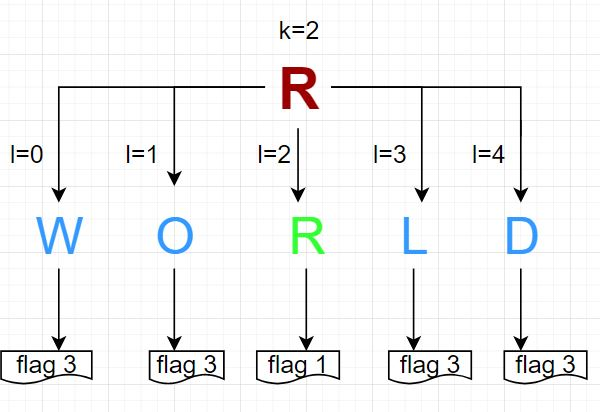 k=2
R
l=0 l=1 l=2 l=3 l=4
W O R L D
flag 3 flag 3 flag 1 flag 3 flag 3